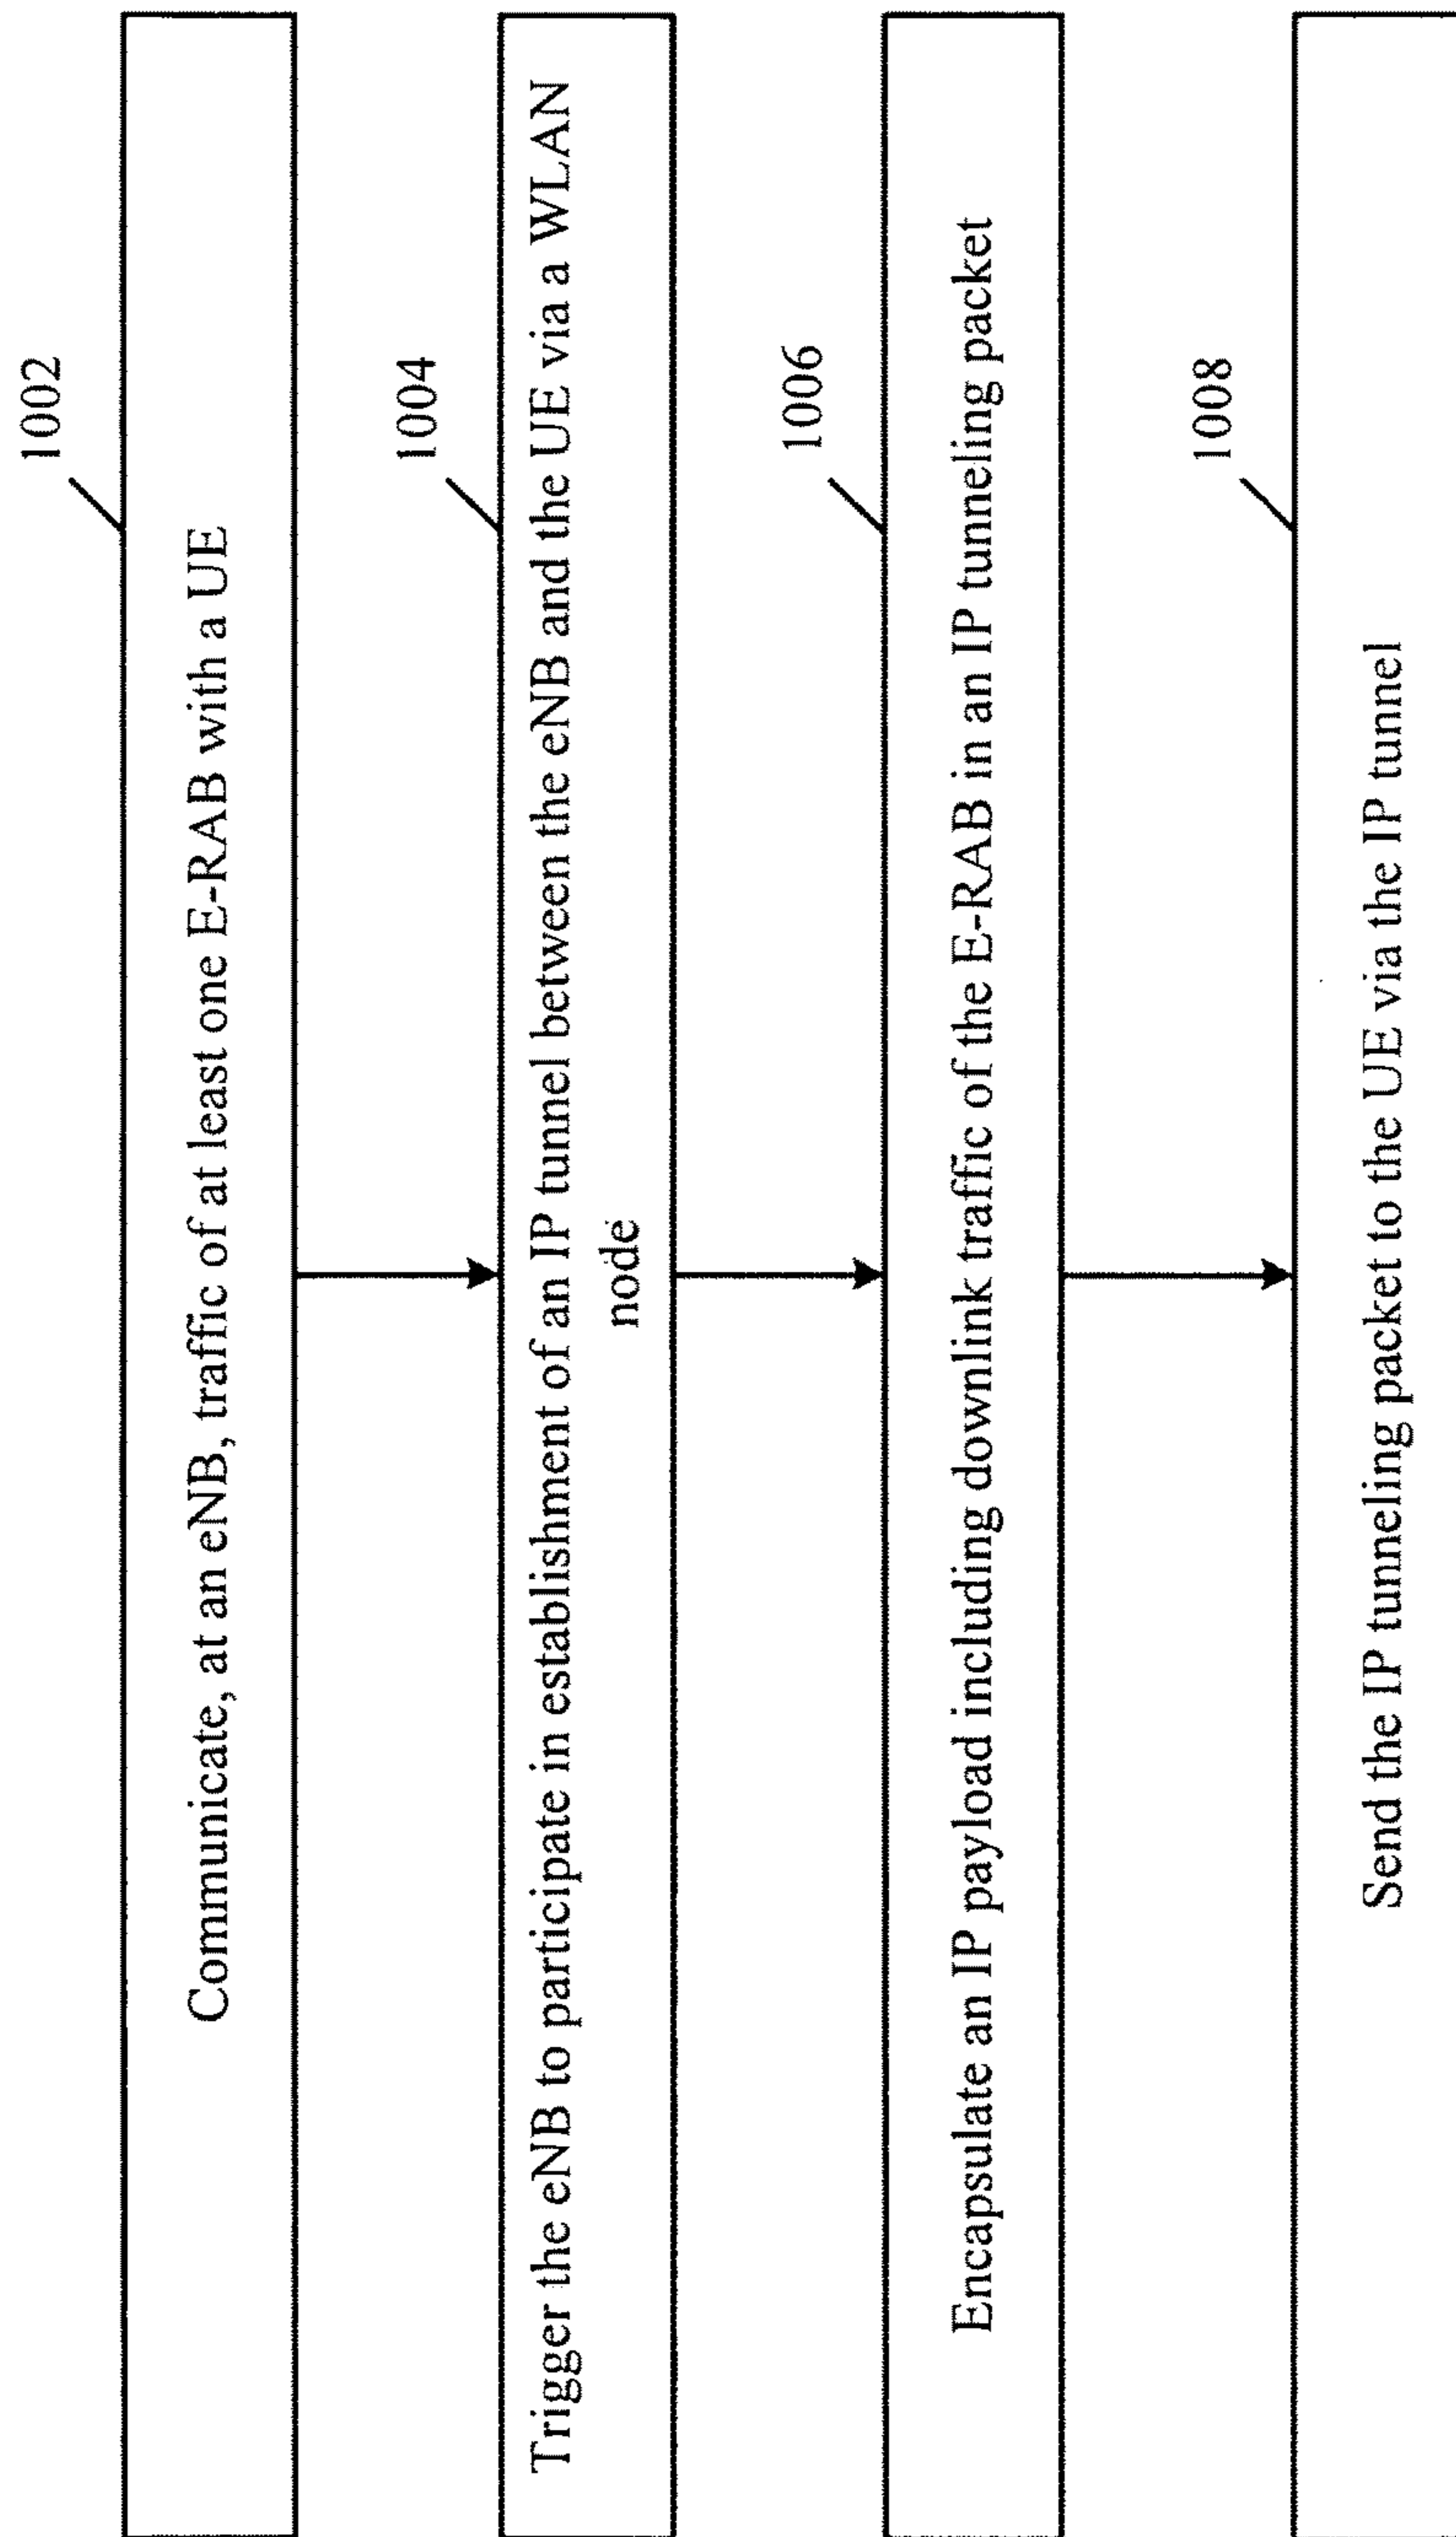 1002
Communicate, at an eNB, traffic of at least one E-RAB with a UE
1004
Trigger the eNB to participate in establishment of an IP tunnel between the eNB and the UE via a WLAN
node
1006
Encapsulate an IP payload including downlink traffic of the E-RAB in an IP tunneling packet
1008
Send the IP tunneling packet to the UE via the IP tunnel